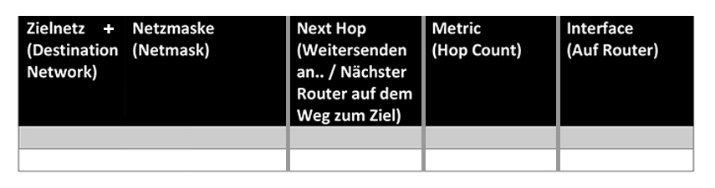 Zielnetz + Netzmaske
(Destination (Netmask)
Network)
Next Hop
(Weitersenden
an.. / Nächster
Router auf dem
Weg zum Ziel)
Metric
(Hop Count)
Interface
(Auf Router)